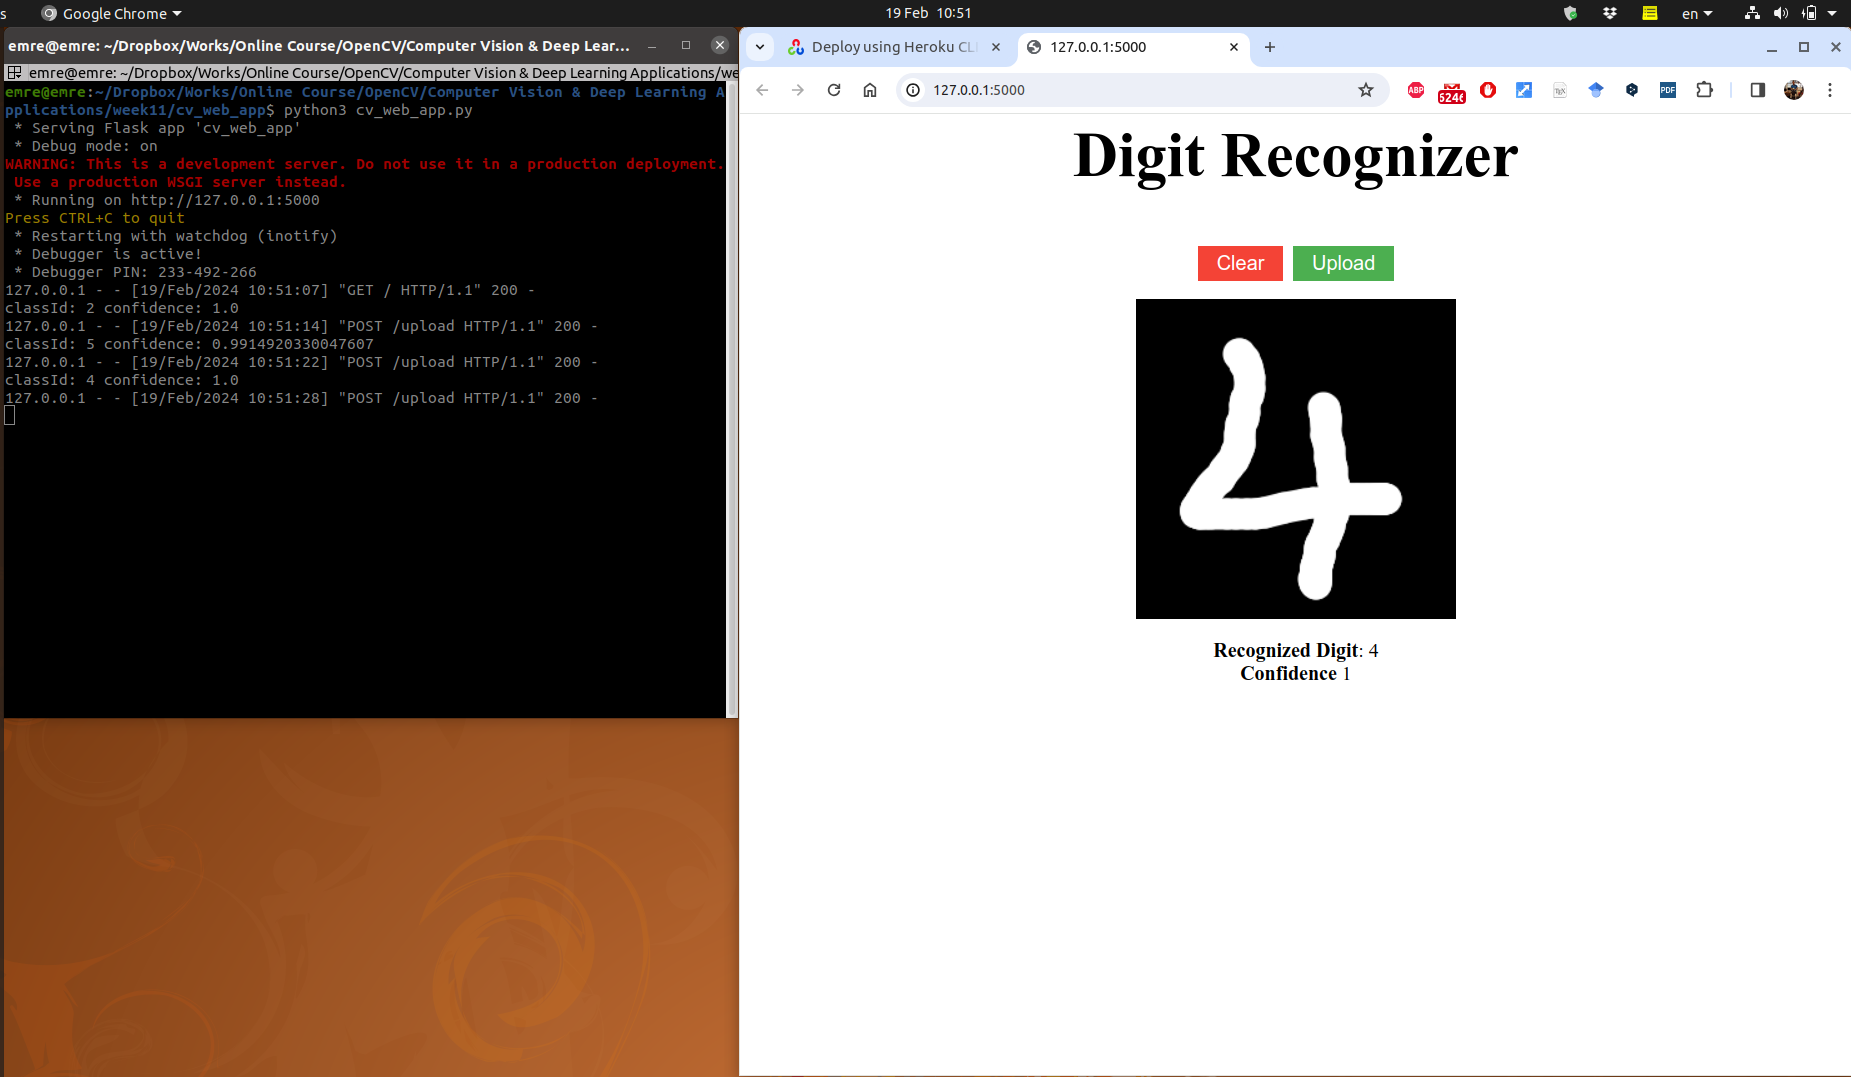 s Google Chrome 19 Feb 10:51 en
emre@emre: ~/Dropbox/Works/Online Course/OpenCV/Computer Vision & Deep Lear...
emre@emre: ~/Dropbox/Works/Online Course/OpenCV/Computer Vision & Deep Learning Applications/we
emre@emre:~/Dropbox/Works/Online Course/OpenCV/Computer Vision & Deep Learning A
pplications/week11/cv_web_app$ python3 cv_web_app.py
* Serving Flask app 'cv_web_app'
* Debug mode: on
WARNING: This is a development server. Do not use it in a production deployment.
Use a production WSGI server instead.
* Running on http://127.0.0.1:5000
Press CTRL+C to quit
* Restarting with watchdog (inotify)
* Debugger is active!
* Debugger PIN: 233-492-266
127.0.0.1 - - [19/Feb/2024 10:51:07] "GET / HTTP/1.1" 200 -
classId: 2 confidence: 1.0
127.0.0.1 - - [19/Feb/2024 10:51:14] "POST /upload HTTP/1.1" 200 -
classId: 5 confidence: 0.9914920330047607
127.0.0.1 - - [19/Feb/2024 10:51:22] "POST /upload HTTP/1.1" 200 -
classId: 4 confidence: 1.0
127.0.0.1 - - [19/Feb/2024 10:51:28] "POST /upload HTTP/1.1" 200 -
Deploy using Heroku CL
127.0.0.1:5000
127.0.0.1:5000
ABP
5246
PDF
Digit Recognizer
Clear Upload
4
Recognized Digit: 4
Confidence 1